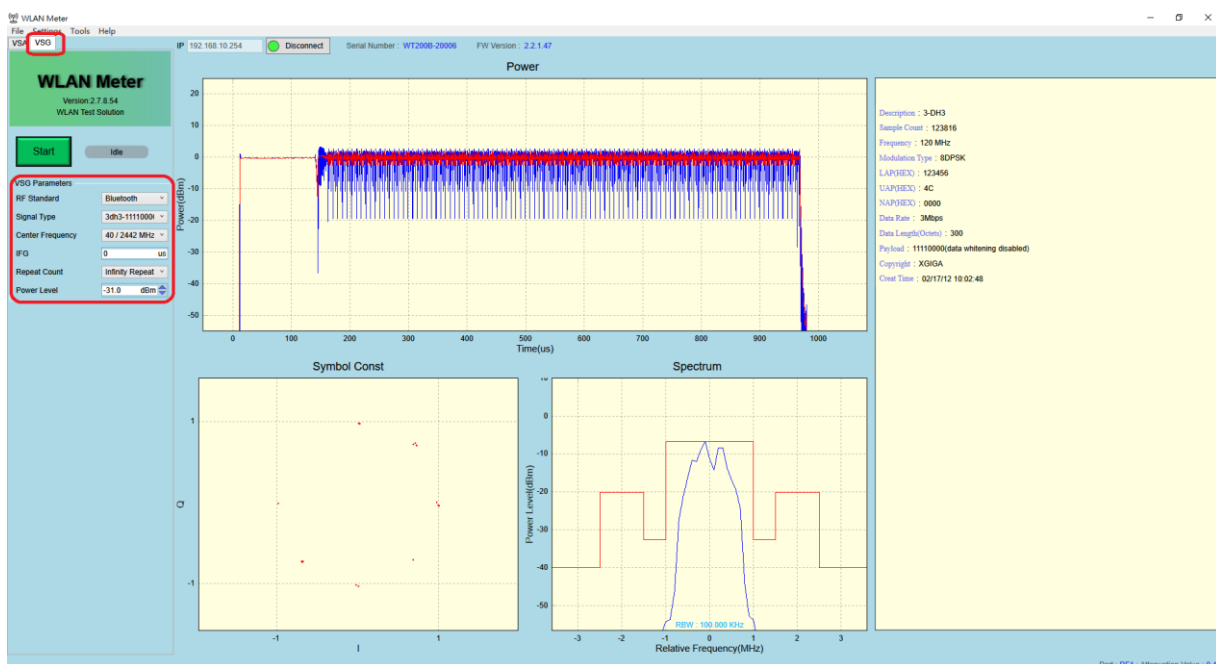 WLAN Meter
File Settings Tools Help
VSA VSG
IP 192.168.10.254 Disconnect Serial Number : WT200B-20006 FW Version : 2.2.1.47
WLAN Meter
Version:2.7.8.54
WLAN Test Solution
Start Idle
VSG Parameters
RF Standard Bluetooth
Signal Type 3dh3-1111000
Center Frequency 40 / 2442 MHz
IFG 0 us
Repeat Count Infinity Repeat
Power Level -31.0 dBm
Power
Power(dBm)
20
10
0
-10
-20
-30
-40
-50
0 100 200 300 400 500 600 700 800 900 1000
Time(us)
Symbol Const
Q
1
-1
-1 1
I
Spectrum
Power Level(dBm)
10
0
-10
-20
-30
-40
-50
RBW : 100.000 KHz
-3 -2 -1 0 1 2 3
Relative Frequency(MHz)
Description : 3-DH3
Sample Count : 123816
Frequency : 120 MHz
Modulation Type : 8DPSK
LAP(HEX) : 123456
UAP(HEX) : 4C
NAP(HEX) : 0000
Data Rate : 3Mbps
Data Length(Octets) : 300
Payload : 11110000(data whitening disabled)
Copyright : XGIGA
Creat Time : 02/17/12 10:02:48